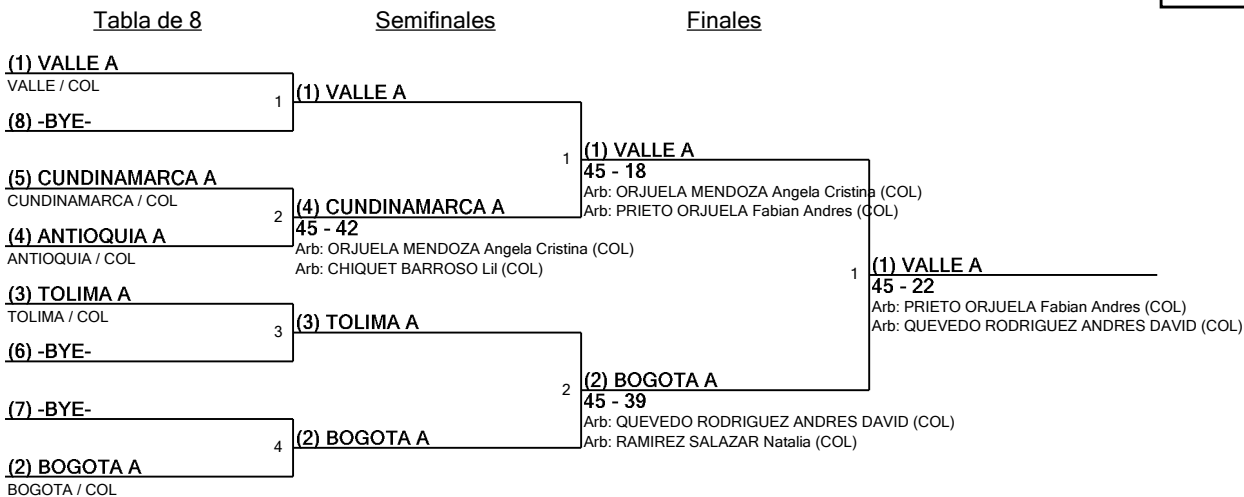 Tabla de 8
Semifinales
Finales
(1) VALLE A
VALLE / COL
1
(8) -BYE-
(5) CUNDINAMARCA A
CUNDINAMARCA / COL
2
(4) ANTIOQUIA A
ANTIOQUIA / COL
(3) TOLIMA A
TOLIMA / COL
3
(6) -BYE-
(7) -BYE-
4
(2) BOGOTA A
BOGOTA / COL
(1) VALLE A
1
(4) CUNDINAMARCA A
45 - 42
Arb: ORJUELA MENDOZA Angela Cristina (COL)
Arb: CHIQUET BARROSO Lil (COL)
(3) TOLIMA A
2
(2) BOGOTA A
(1) VALLE A
45 - 18
Arb: ORJUELA MENDOZA Angela Cristina (COL)
Arb: PRIETO ORJUELA Fabian Andres (COL)
1
(2) BOGOTA A
45 - 39
Arb: QUEVEDO RODRIGUEZ ANDRES DAVID (COL)
Arb: RAMIREZ SALAZAR Natalia (COL)
(1) VALLE A
45 - 22
Arb: PRIETO ORJUELA Fabian Andres (COL)
Arb: QUEVEDO RODRIGUEZ ANDRES DAVID (COL)